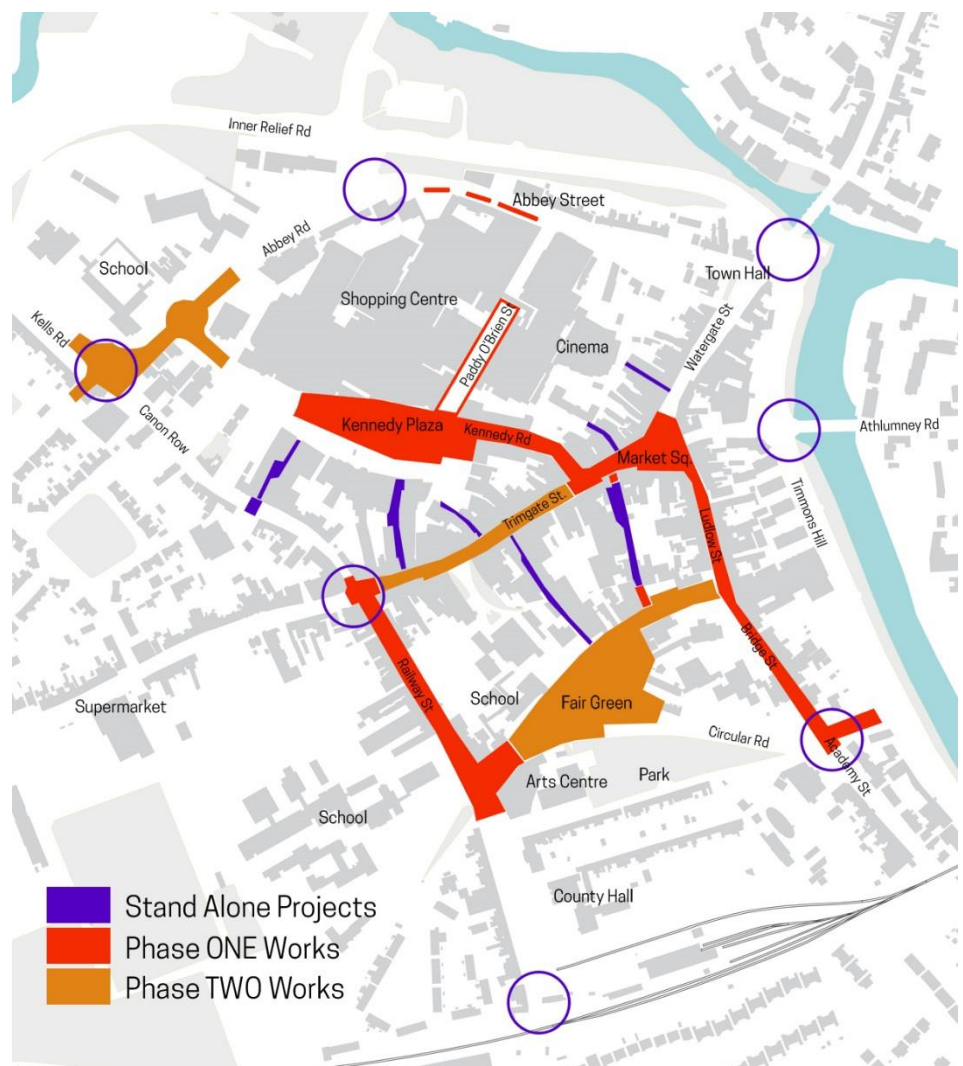 Inner Relief Rd
Abbey Street
Abbey Rd
School
Town Hall
Shopping Centre
Kells Rd
Paddy O'Brien St
Cinema
Watergate St
Canon Row
Kennedy Plaza
Kennedy Rd
Market Sq.
Athlumney Rd
Trimgate St.
Ludlow St
Timmons Hill
Railway St
Bridge St
School
Fair Green
Supermarket
Circular Rd
Academy St
Arts Centre
Park
School
County Hall
Stand Alone Projects
Phase ONE Works
Phase TWO Works